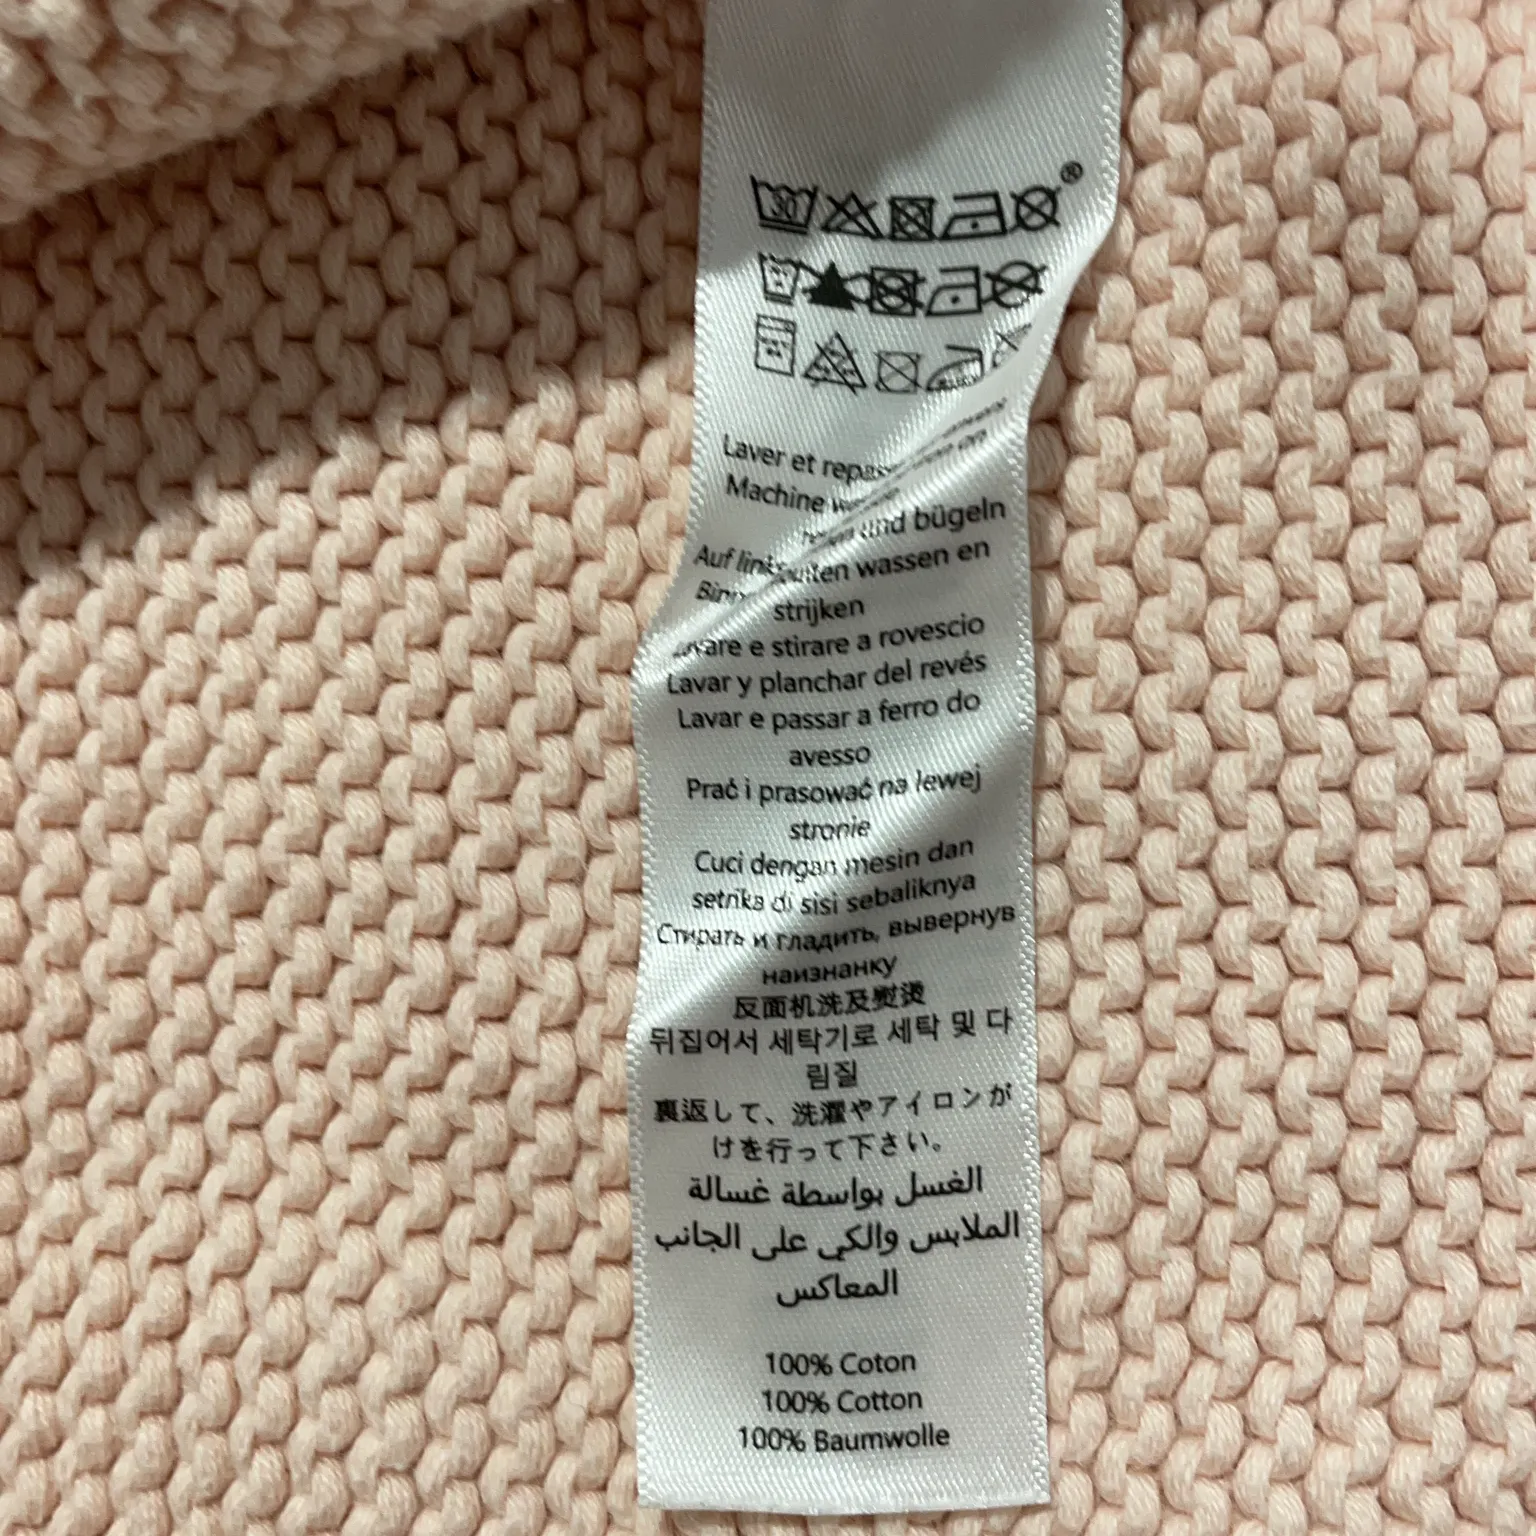 30
®
Laver et
Machine
und bügeln
Auf links
buiten wassen en
strijken
Lavare e stirare a rovescio
Lavar y planchar del revés
Lavar e passar a ferro do
avesso
Prać i prasować na lewej
stronie
Cuci dengan mesin dan
setrika di sisi sebaliknya
Стирать и гладить, вывернув
наизнанку
反面机洗及熨烫
뒤집어서 세탁기로 세탁 및 다
림질
裏返して、洗濯やアイロンが
けを行って下さい。
الغسل بواسطة غسالة
الملابس والكي على الجانب
المعاكس
100% Coton
100% Cotton
100% Baumwolle